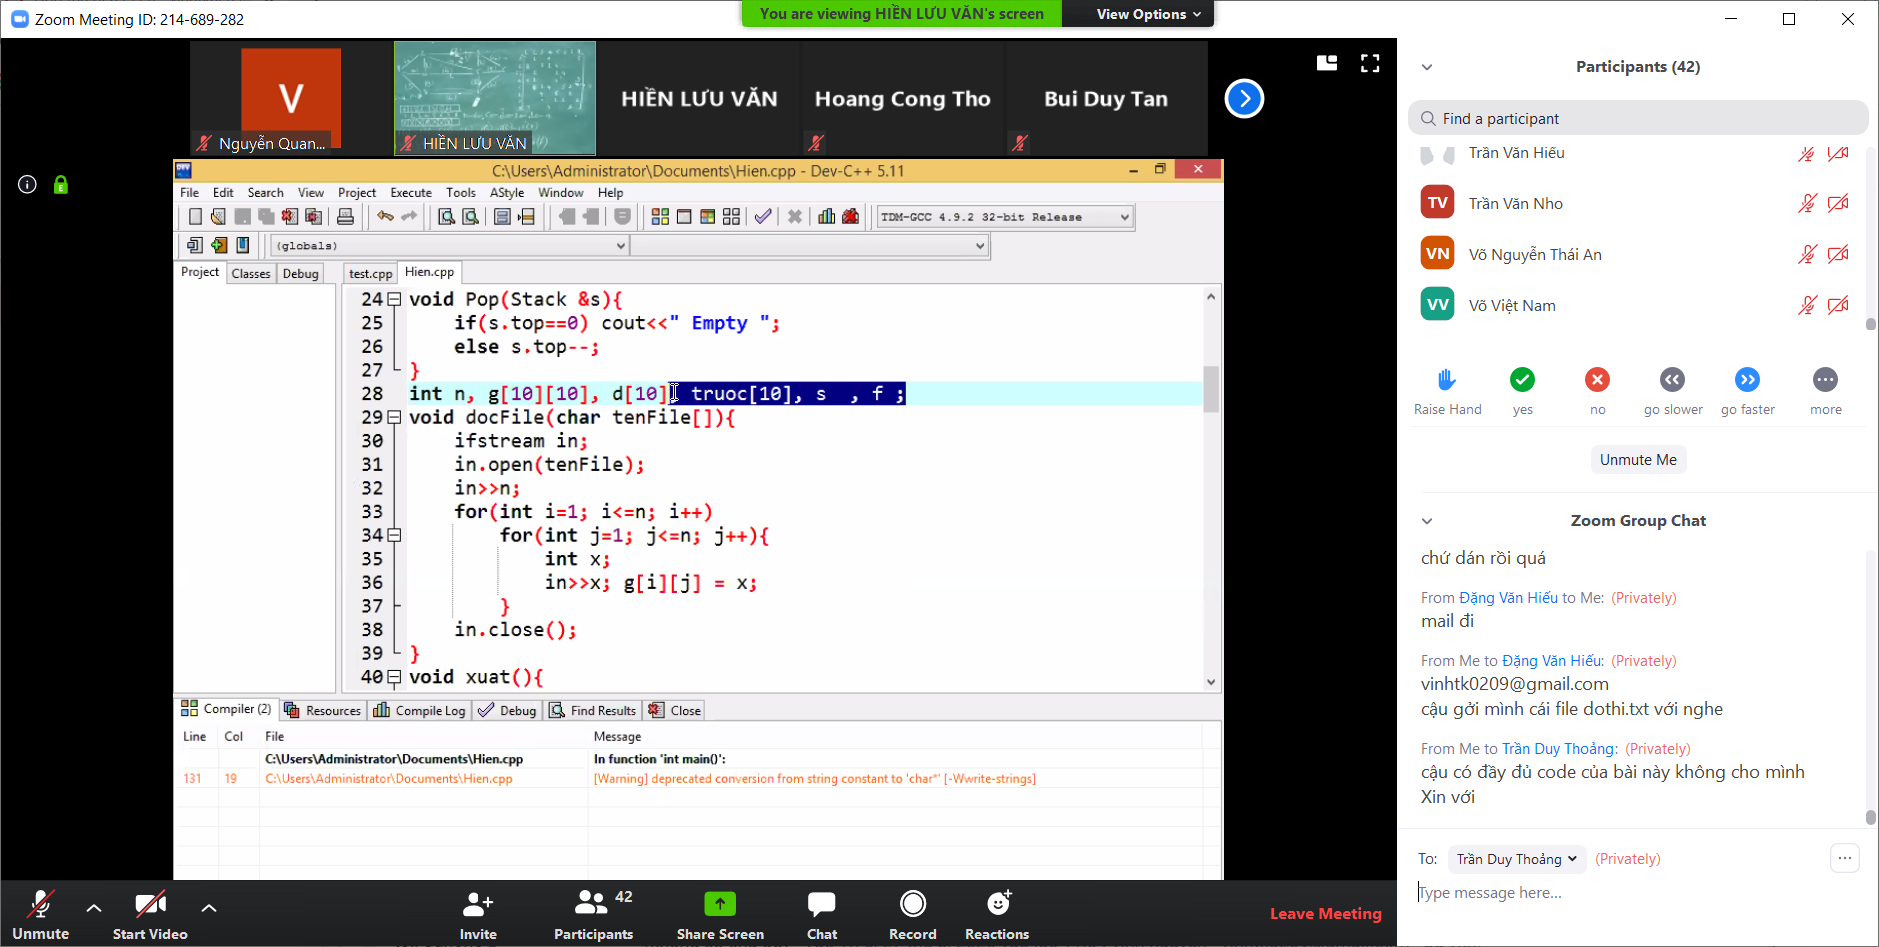 Zoom Meeting ID: 214-689-282
You are viewing HIỀN LƯU VĂN's screen
View Options
V
Nguyễn Quan...
HIỀN LƯU VĂN
HIỀN LƯU VĂN
Hoang Cong Tho
Bui Duy Tan
C:\Users\Administrator\Documents\Hien.cpp - Dev-C++ 5.11
File Edit Search View Project Execute Tools AStyle Window Help
TDM-GCC 4.9.2 32-bit Release
(globals)
Project Classes Debug
test.cpp Hien.cpp
24 void Pop(Stack &s){
25 if(s.top==0) cout<<" Empty ";
26 else s.top--;
27 }
28 int n, g[10][10], d[10], truoc[10], s , f ;
29 void docFile(char tenFile[]){
30 ifstream in;
31 in.open(tenFile);
32 in>>n;
33 for(int i=1; i<=n; i++)
34 for(int j=1; j<=n; j++){
35 int x;
36 in>>x; g[i][j] = x;
37 }
38 in.close();
39 }
40 void xuat(){
Compiler (2) Resources Compile Log Debug Find Results Close
Line Col File Message
C:\Users\Administrator\Documents\Hien.cpp In function 'int main()':
131 19 C:\Users\Administrator\Documents\Hien.cpp [Warning] deprecated conversion from string constant to 'char*' [-Wwrite-strings]
Unmute
Start Video
Invite
42
Participants
Share Screen
Chat
Record
Reactions
Leave Meeting
Participants (42)
Find a participant
Trần Văn Hiếu
TV Trần Văn Nho
VN Võ Nguyễn Thái An
VV Võ Việt Nam
Raise Hand yes no go slower go faster more
Unmute Me
Zoom Group Chat
chứ dán rồi quá
From Đặng Văn Hiếu to Me: (Privately)
mail đi
From Me to Đặng Văn Hiếu: (Privately)
vinhtk0209@gmail.com
cậu gởi mình cái file dothi.txt với nghe
From Me to Trần Duy Thoảng: (Privately)
cậu có đầy đủ code của bài này không cho mình
Xin với
To: Trần Duy Thoảng (Privately)
Type message here...